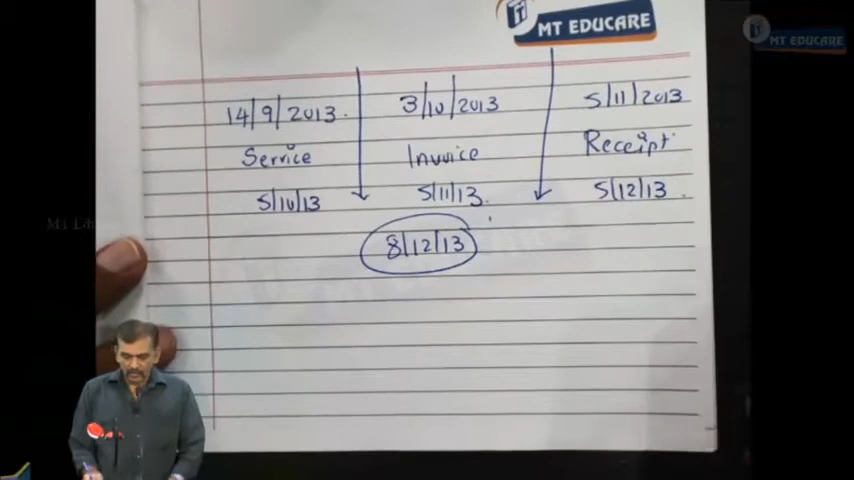 MT EDUCARE
MT EDUCARE
14/9/2013. 3/10/2013 5/11/2013
Service Invoice Receipt
5/10/13 5/11/13. 5/12/13.
8/12/13